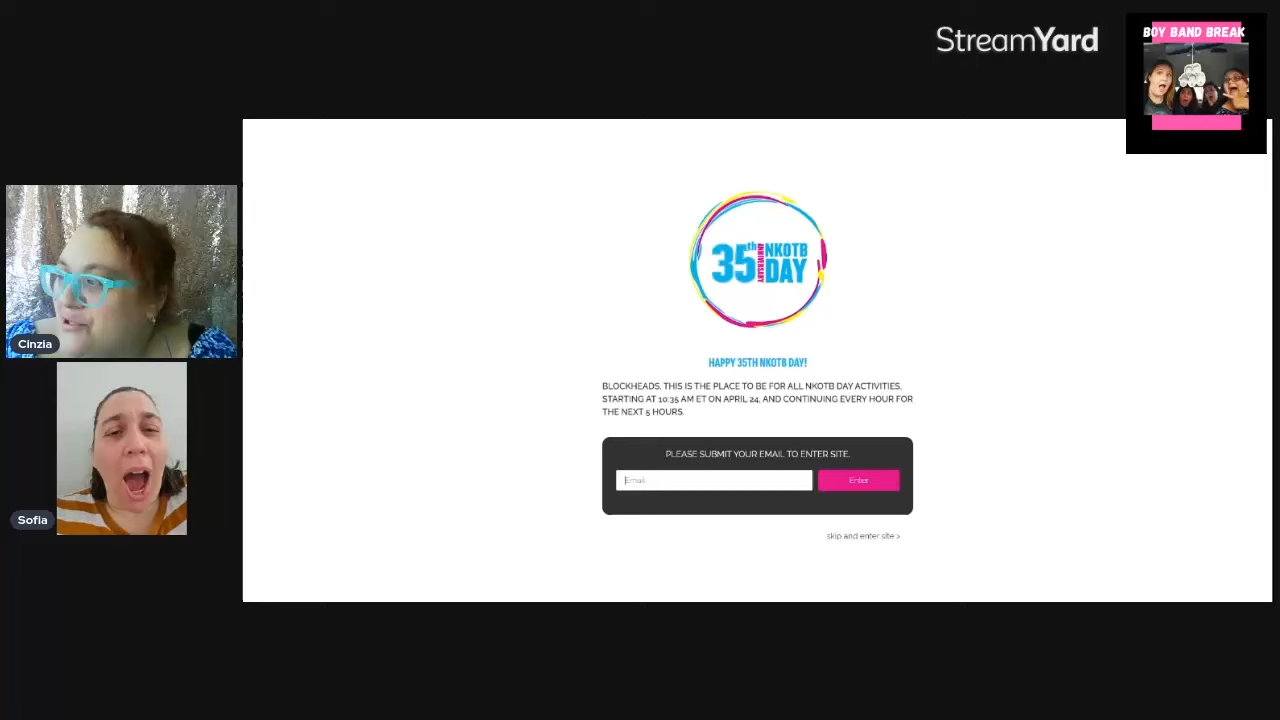 StreamYard
BOY BAND BREAK
35th ANNIVERSARY NKOTB DAY
HAPPY 35TH NKOTB DAY!
BLOCKHEADS, THIS IS THE PLACE TO BE FOR ALL NKOTB DAY ACTIVITIES,
STARTING AT 10:35 AM ET ON APRIL 24, AND CONTINUING EVERY HOUR FOR
THE NEXT 5 HOURS.
PLEASE SUBMIT YOUR EMAIL TO ENTER SITE.
Email
Enter
skip and enter site >
Cinzia
Sofia